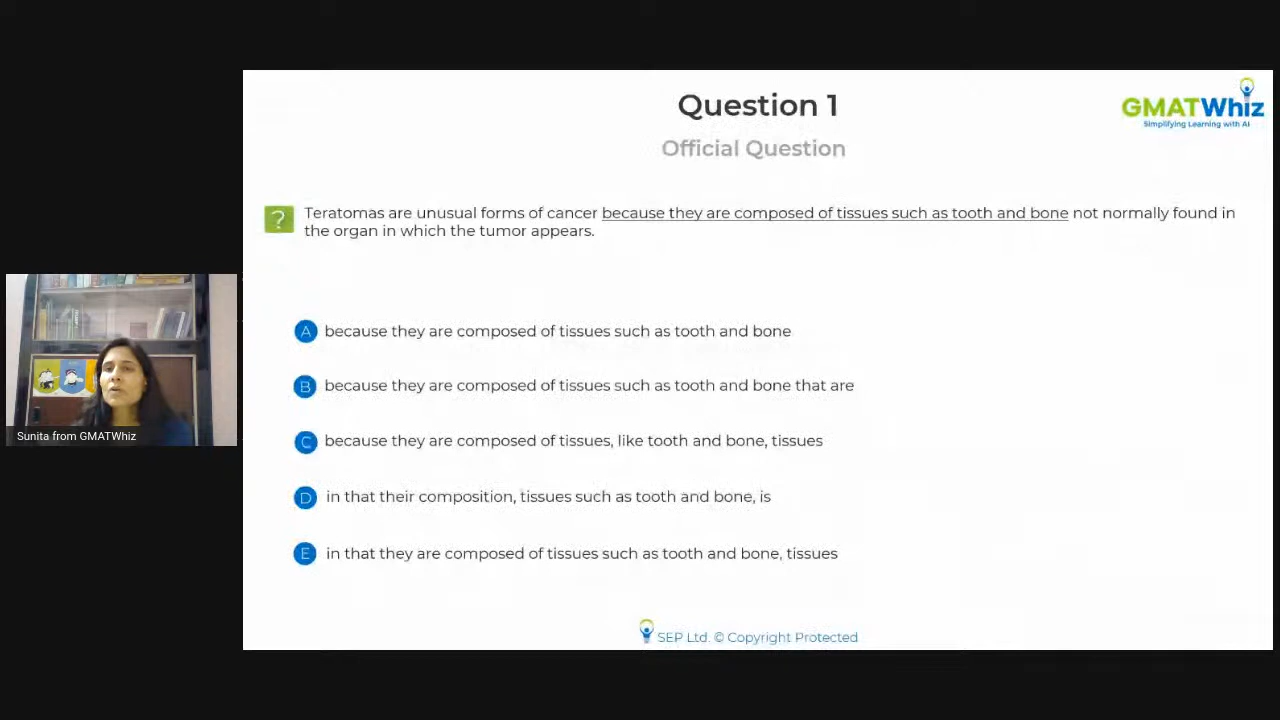 Question 1
Official Question
GMATWhiz
Simplifying Learning with AI
? Teratomas are unusual forms of cancer because they are composed of tissues such as tooth and bone not normally found in
the organ in which the tumor appears.
A because they are composed of tissues such as tooth and bone
B because they are composed of tissues such as tooth and bone that are
C because they are composed of tissues, like tooth and bone, tissues
D in that their composition, tissues such as tooth and bone, is
E in that they are composed of tissues such as tooth and bone, tissues
Sunita from GMATWhiz
SEP Ltd. © Copyright Protected